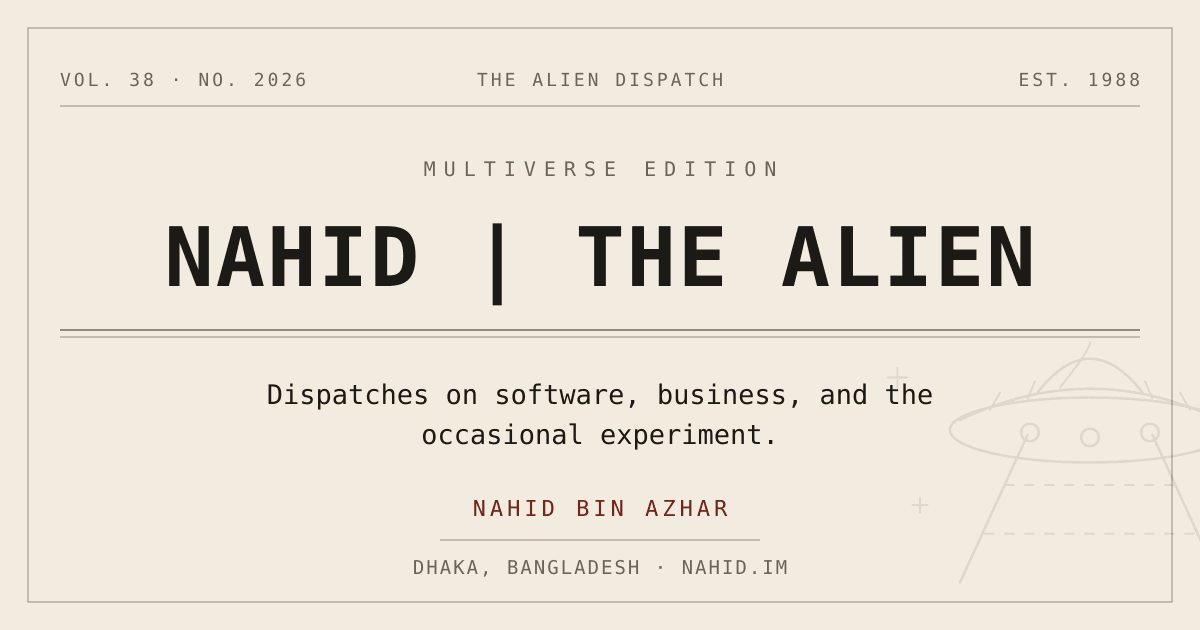 VOL. 38 · NO. 2026
THE ALIEN DISPATCH
EST. 1988
MULTIVERSE EDITION
NAHID | THE ALIEN
Dispatches on software, business, and the
occasional experiment.
NAHID BIN AZHAR
DHAKA, BANGLADESH · NAHID.IM